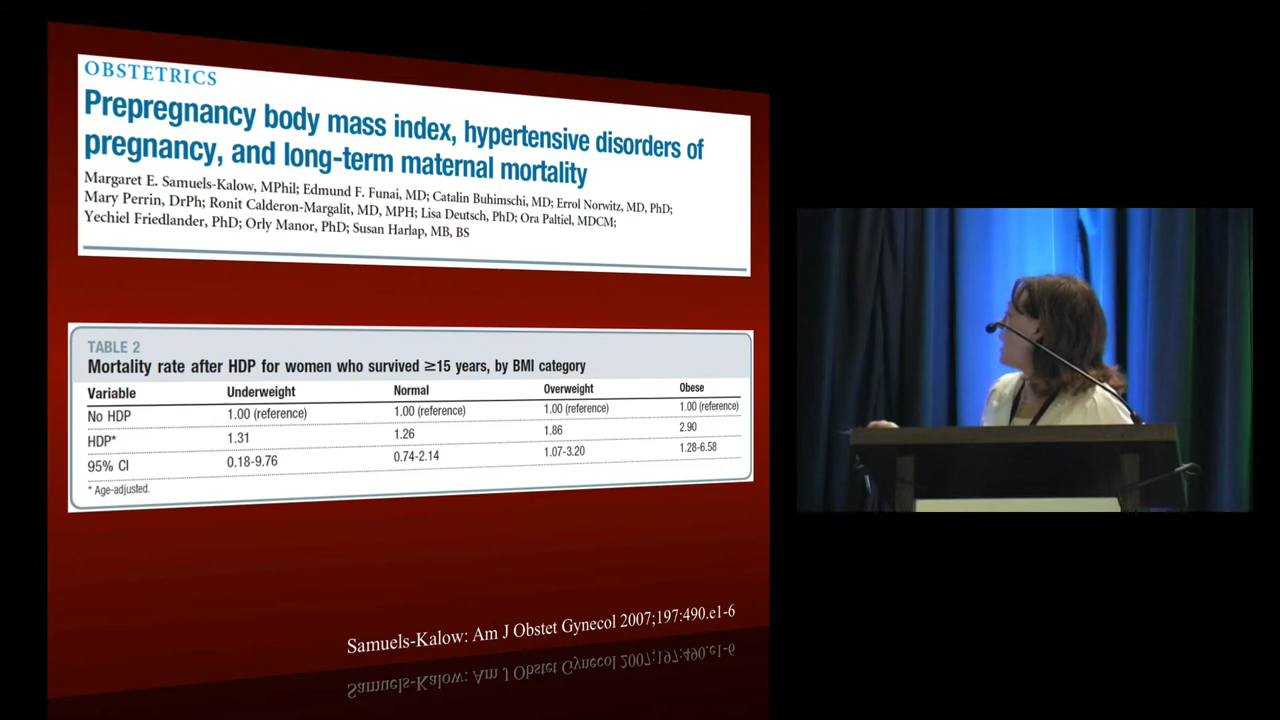 OBSTETRICS
Prepregnancy body mass index, hypertensive disorders of
pregnancy, and long-term maternal mortality
Margaret E. Samuels-Kalow, MPhil; Edmund F. Funai, MD; Catalin Buhimschi, MD; Errol Norwitz, MD, PhD;
Mary Perrin, DrPh; Ronit Calderon-Margalit, MD, MPH; Lisa Deutsch, PhD; Ora Paltiel, MDCM;
Yechiel Friedlander, PhD; Orly Manor, PhD; Susan Harlap, MB, BS
TABLE 2
Mortality rate after HDP for women who survived ≥15 years, by BMI category
Variable Underweight Normal Overweight Obese
No HDP 1.00 (reference) 1.00 (reference) 1.00 (reference) 1.00 (reference)
HDP* 1.31 1.26 1.86 2.90
95% CI 0.18-9.76 0.74-2.14 1.07-3.20 1.28-6.58
* Age-adjusted.
Samuels-Kalow: Am J Obstet Gynecol 2007;197:490.e1-6